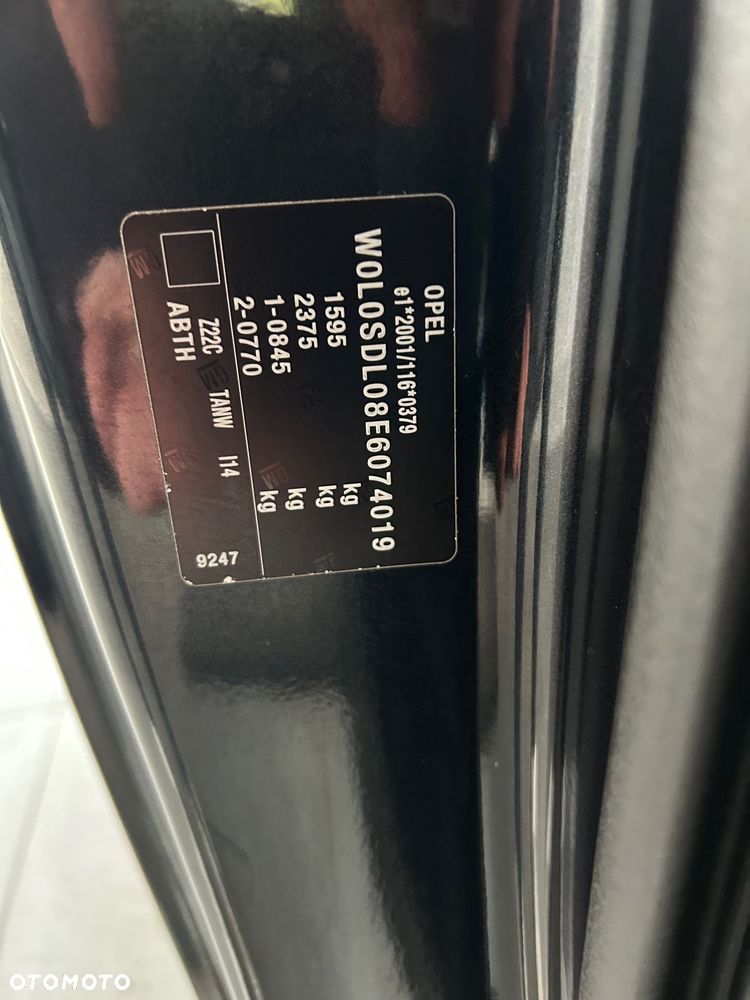 OPEL
e1*2001/116*0379
W0L0SDL08E6074019
1595 kg
2375 kg
1-0845 kg
2-0770 kg
Z22C TANW I14 9247
ABTH
OTOMOTO